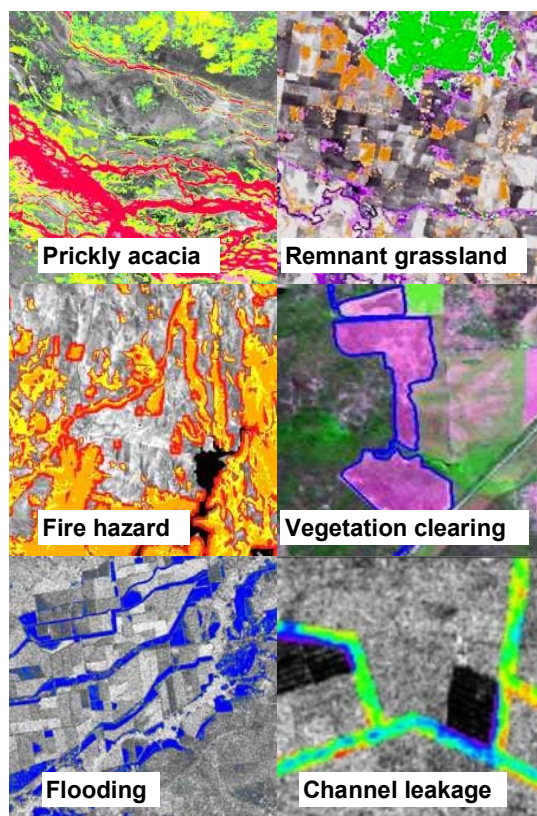 Prickly acacia
Remnant grassland
Fire hazard
Vegetation clearing
Flooding
Channel leakage